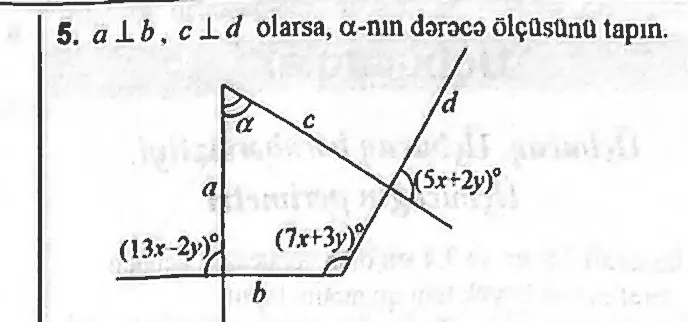 5. a ⊥ b, c ⊥ d olarsa, α-nın dərəcə ölçüsünü tapın.
d
c
α
(5x+2y)°
a
(13x−2y)° (7x+3y)°
b